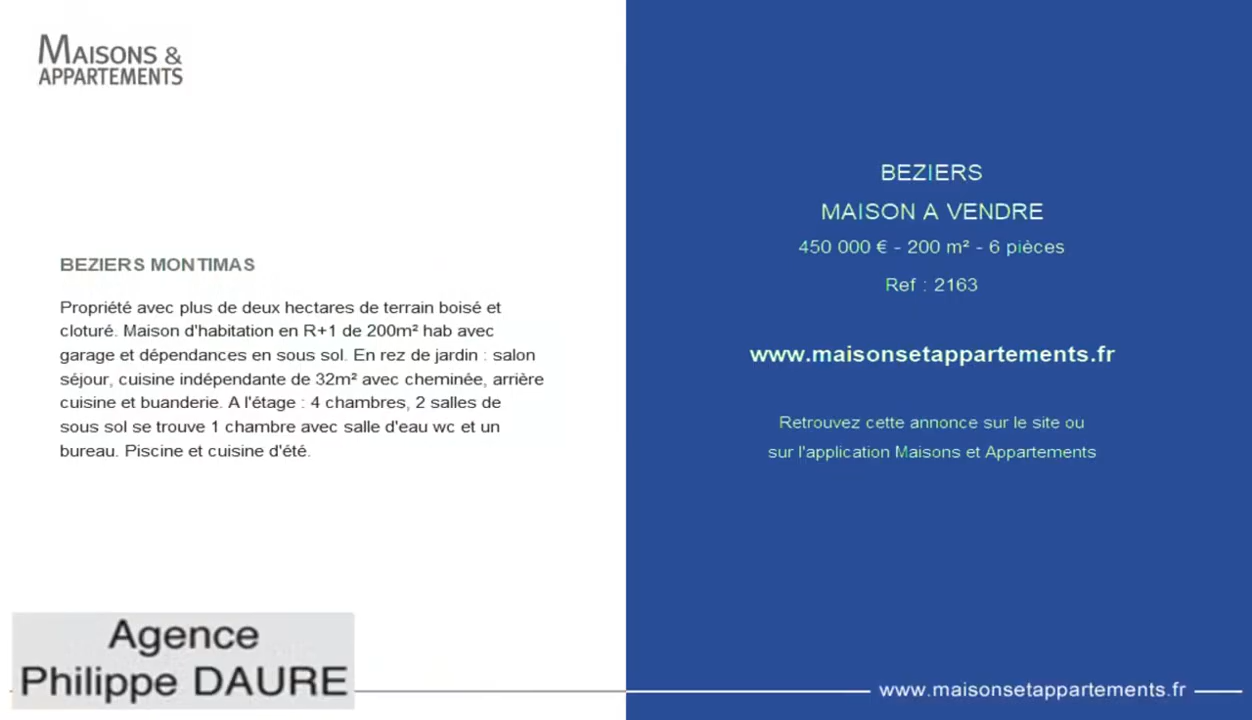 MAISONS &
APPARTEMENTS
BEZIERS MONTIMAS
Propriété avec plus de deux hectares de terrain boisé et
cloturé. Maison d'habitation en R+1 de 200m² hab avec
garage et dépendances en sous sol. En rez de jardin : salon
séjour, cuisine indépendante de 32m² avec cheminée, arrière
cuisine et buanderie. A l'étage : 4 chambres, 2 salles de
sous sol se trouve 1 chambre avec salle d'eau wc et un
bureau. Piscine et cuisine d'été.
Agence
Philippe DAURE
BEZIERS
MAISON A VENDRE
450 000 € - 200 m² - 6 pièces
Ref : 2163
www.maisonsetappartements.fr
Retrouvez cette annonce sur le site ou
sur l'application Maisons et Appartements
www.maisonsetappartements.fr